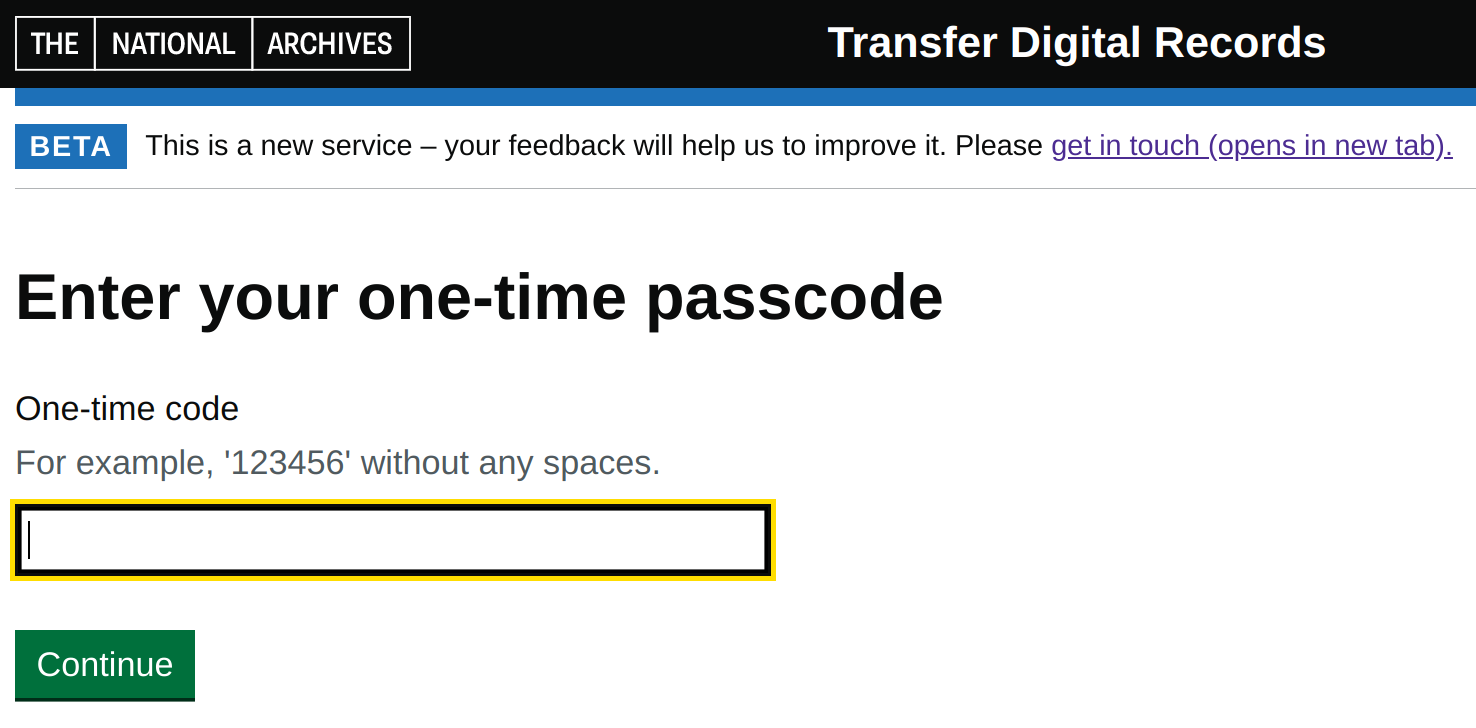 THE NATIONAL ARCHIVES
Transfer Digital Records
BETA This is a new service – your feedback will help us to improve it. Please get in touch (opens in new tab).
Enter your one-time passcode
One-time code
For example, '123456' without any spaces.
Continue